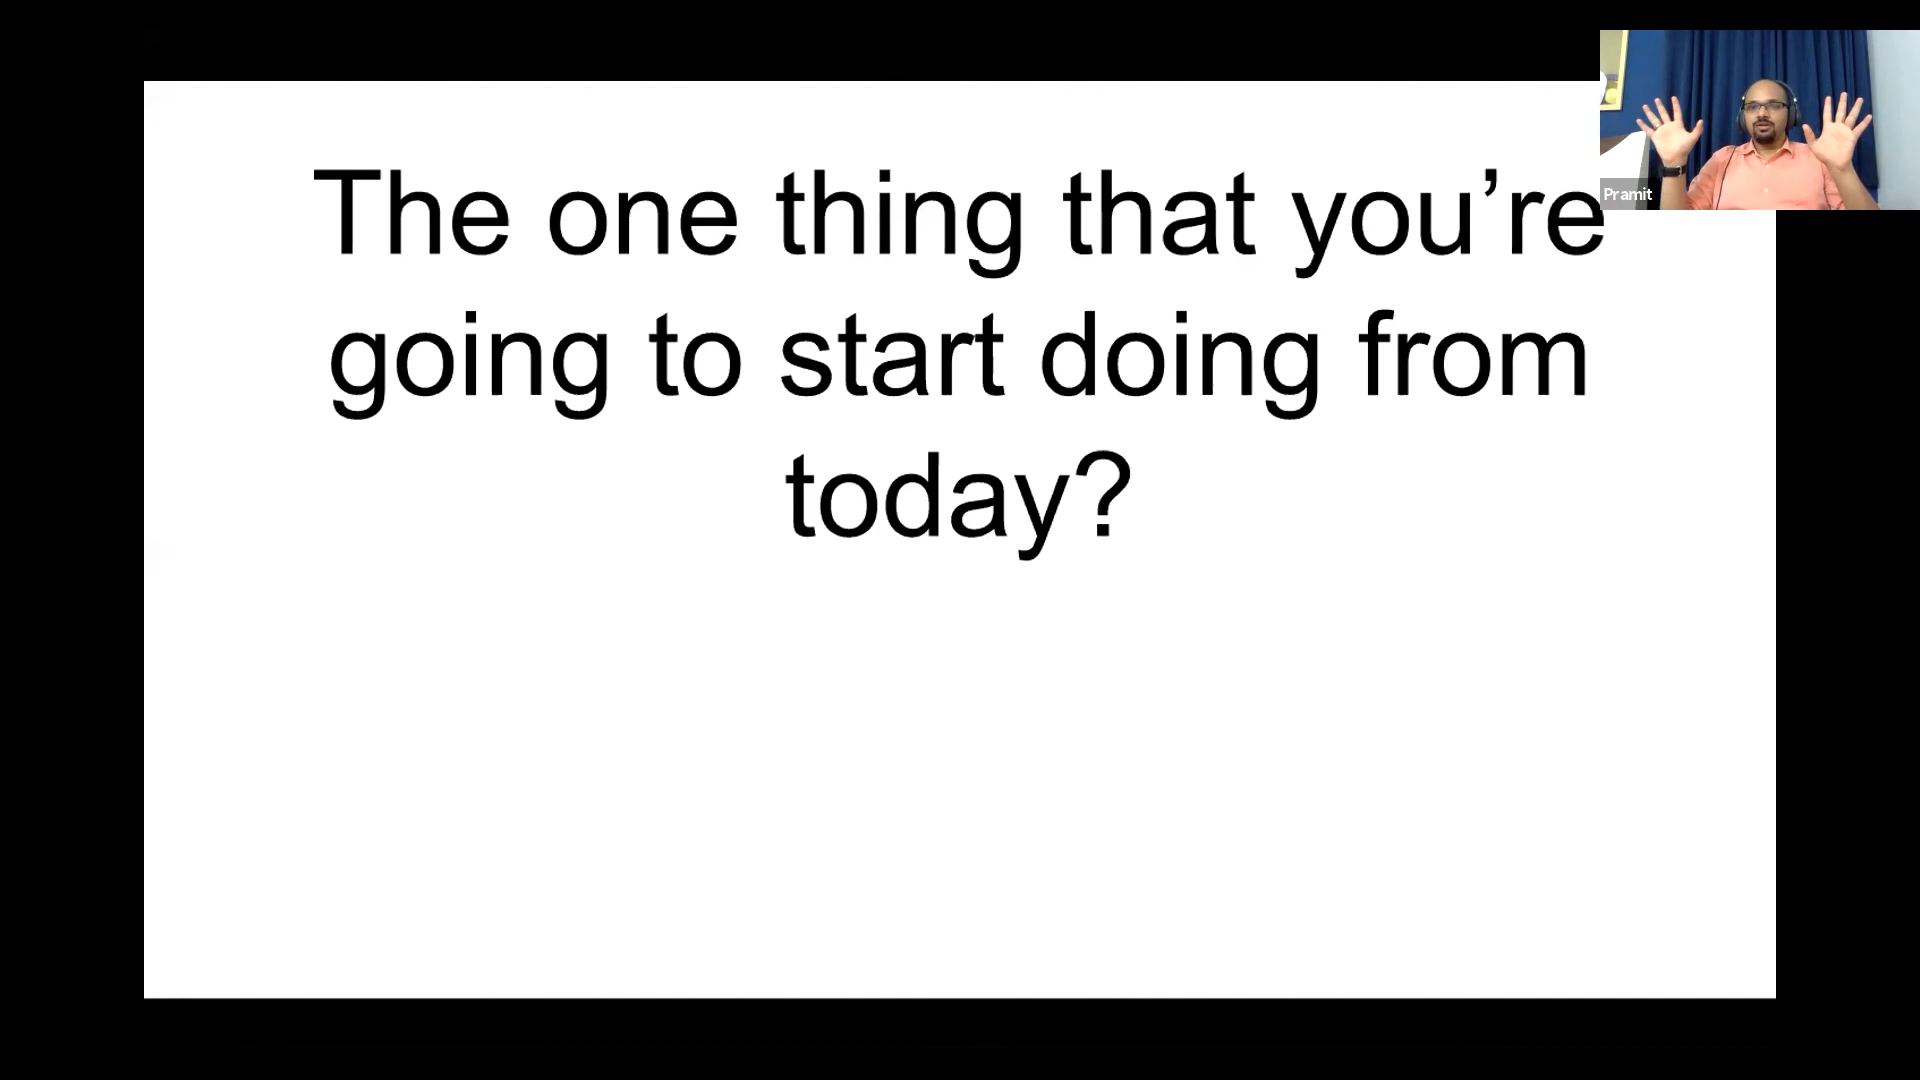 The one thing that you’re
going to start doing from
today?
Pramit